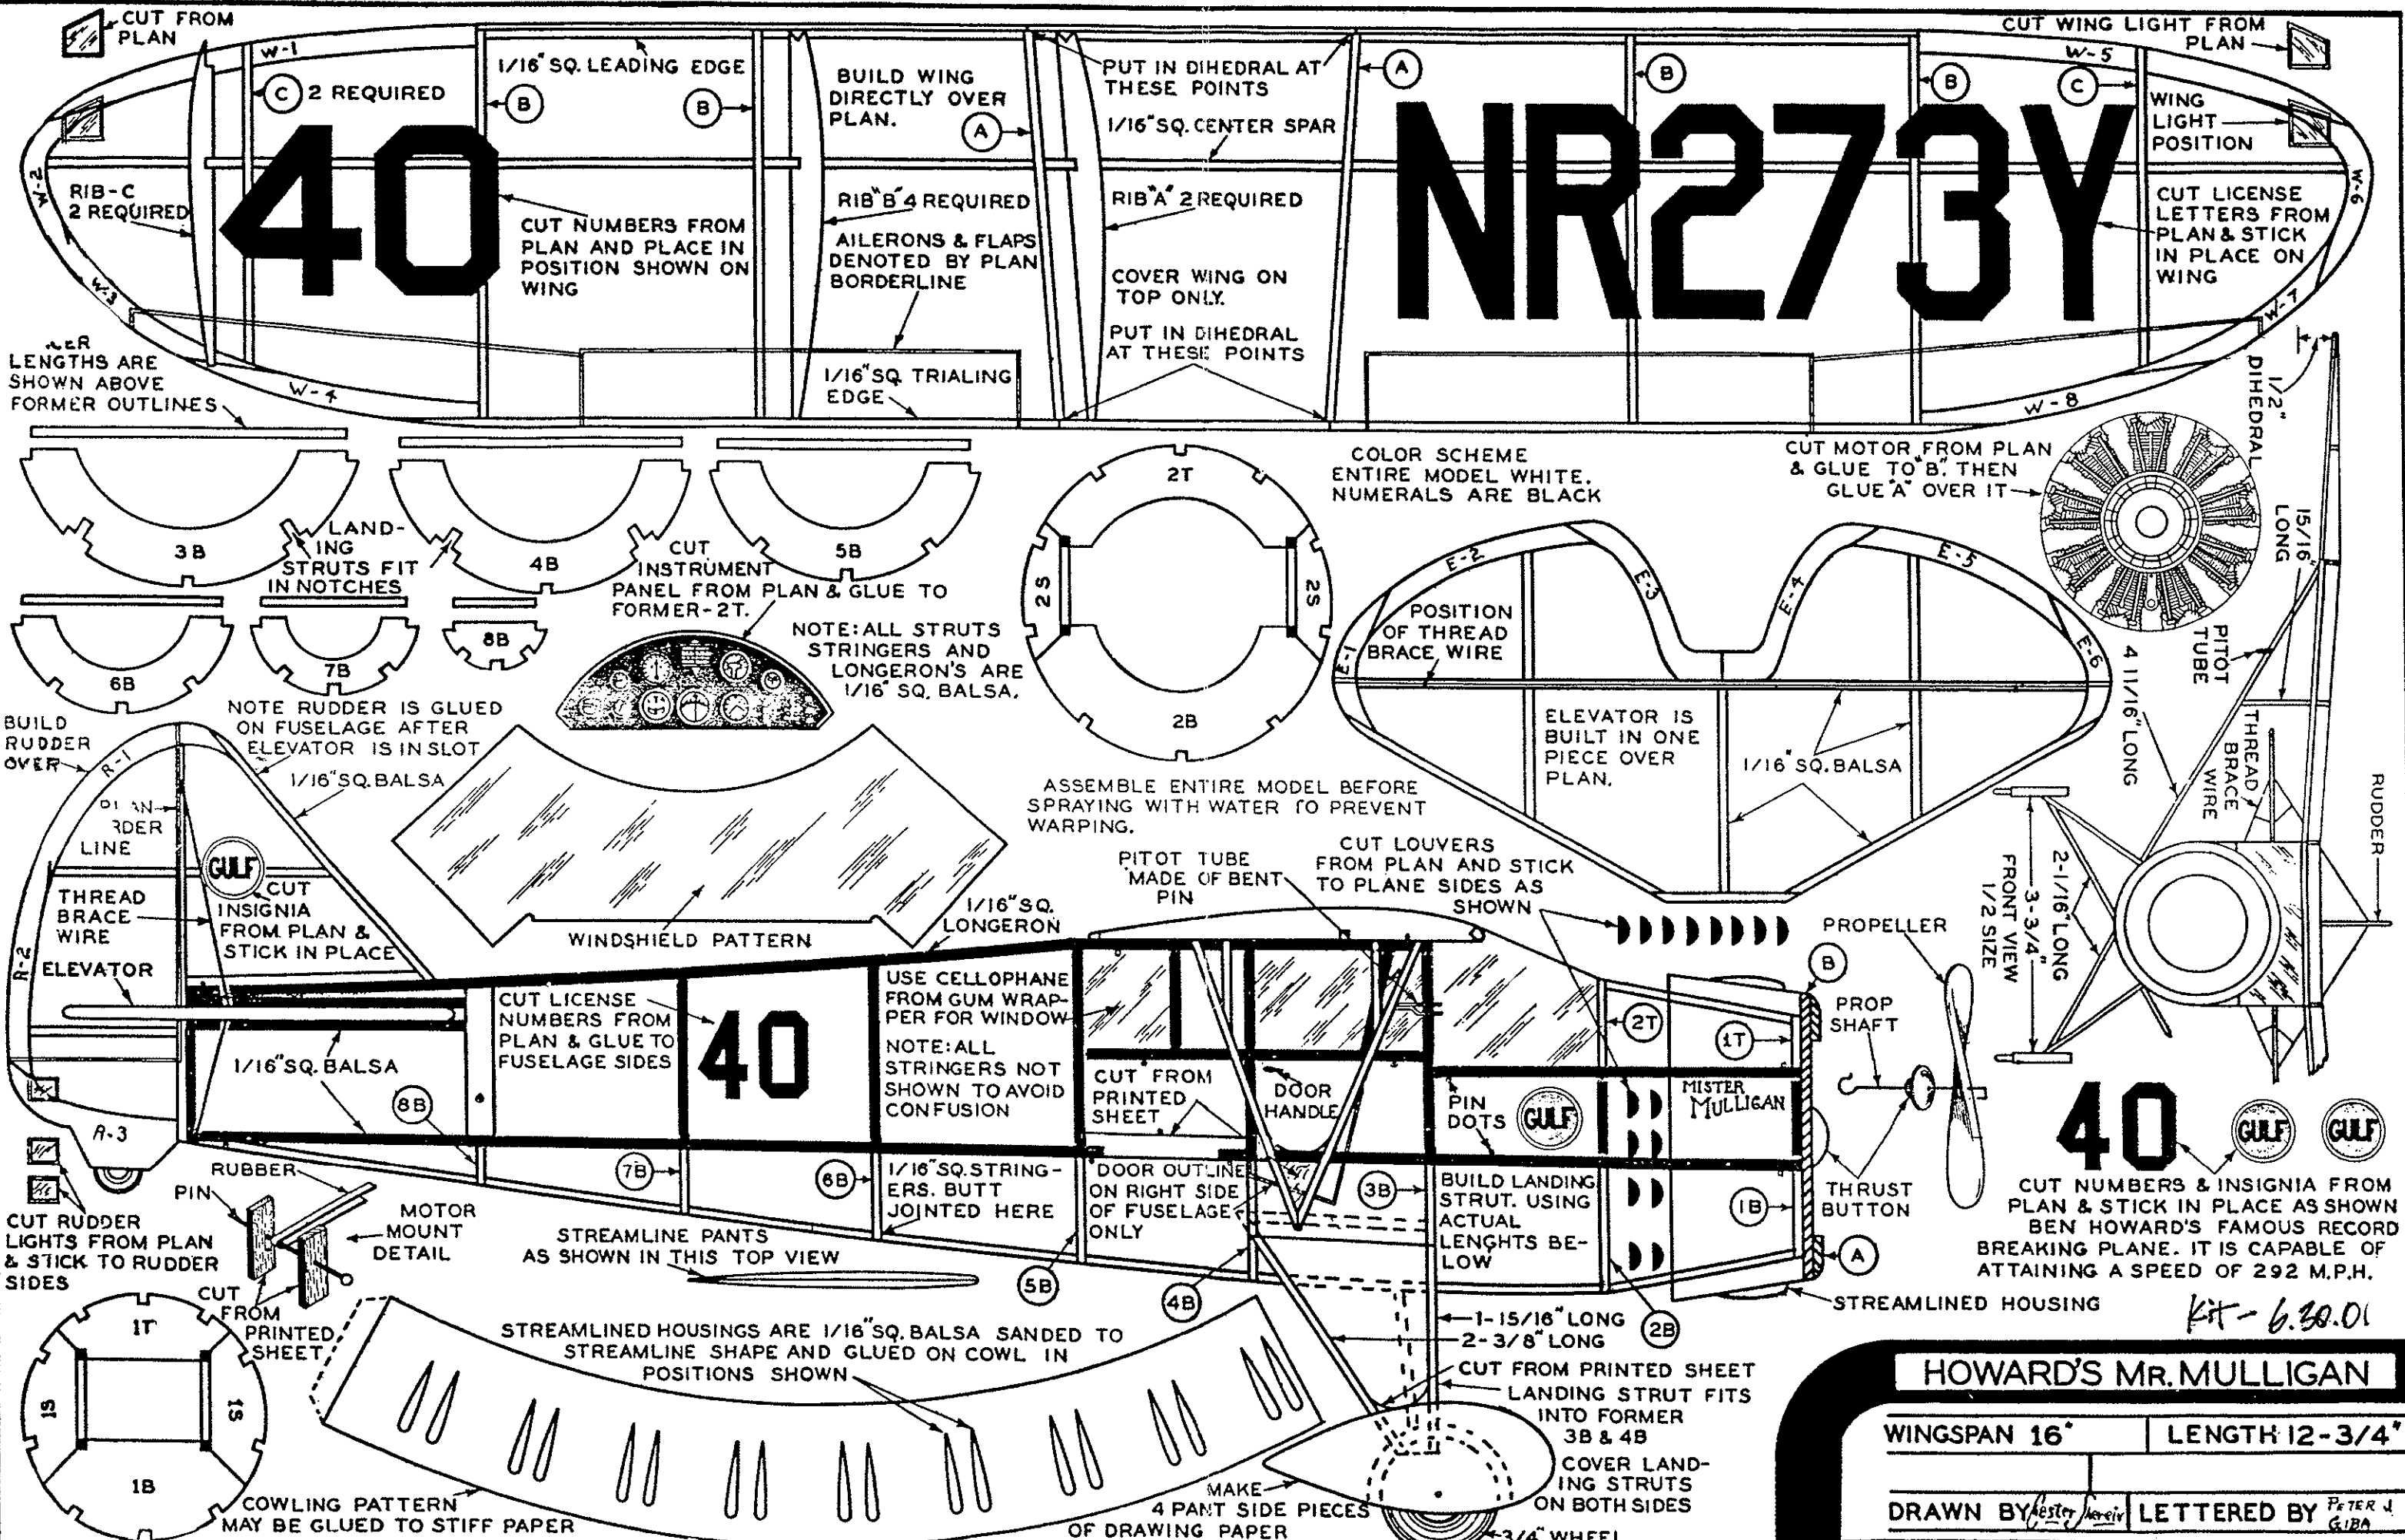 CUT FROM
PLAN
W-1
1/16" SQ. LEADING EDGE
C
2 REQUIRED
B
B
BUILD WING
DIRECTLY OVER
PLAN.
A
PUT IN DIHEDRAL AT
THESE POINTS
A
1/16" SQ. CENTER SPAR
B
B
CUT WING LIGHT FROM
PLAN
W-5
C
WING
LIGHT
POSITION
W-2
RIB-C
2 REQUIRED
40
CUT NUMBERS FROM
PLAN AND PLACE IN
POSITION SHOWN ON
WING
RIB "B" 4 REQUIRED
AILERONS & FLAPS
DENOTED BY PLAN
BORDERLINE
RIB "A" 2 REQUIRED
COVER WING ON
TOP ONLY.
PUT IN DIHEDRAL
AT THESE POINTS
NR273Y
CUT LICENSE
LETTERS FROM
PLAN & STICK
IN PLACE ON
WING
W-6
W-3
W-7
W-4
1/16" SQ. TRIALING
EDGE
W-8
LENGTHS ARE
SHOWN ABOVE
FORMER OUTLINES
3B
LAND-
ING
STRUTS FIT
IN NOTCHES
4B
5B
6B
7B
8B
CUT
INSTRUMENT
PANEL FROM PLAN & GLUE TO
FORMER-2T.
NOTE: ALL STRUTS
STRINGERS AND
LONGERON'S ARE
1/16" SQ. BALSA.
2T
2S
2S
2B
COLOR SCHEME
ENTIRE MODEL WHITE.
NUMERALS ARE BLACK
CUT MOTOR FROM PLAN
& GLUE TO "B". THEN
GLUE "A" OVER IT
1/2"
DIHEDRAL
15/16"
LONG
PITOT
TUBE
4 11/16" LONG
THREAD
BRACE
WIRE
RUDDER
2-1/16" LONG
3-3/4"
FRONT VIEW
1/2 SIZE
E-1
E-2
E-3
E-4
E-5
E-6
POSITION
OF THREAD
BRACE WIRE
ELEVATOR IS
BUILT IN ONE
PIECE OVER
PLAN.
1/16" SQ. BALSA
BUILD
RUDDER
OVER
LINE
R-1
NOTE RUDDER IS GLUED
ON FUSELAGE AFTER
ELEVATOR IS IN SLOT
1/16" SQ. BALSA
GULF
CUT
INSIGNIA
FROM PLAN &
STICK IN PLACE
THREAD
BRACE
WIRE
R-2
ELEVATOR
R-3
WINDSHIELD PATTERN
ASSEMBLE ENTIRE MODEL BEFORE
SPRAYING WITH WATER TO PREVENT
WARPING.
1/16" SQ.
LONGERON
PITOT TUBE
MADE OF BENT
PIN
CUT LOUVERS
FROM PLAN AND STICK
TO PLANE SIDES AS
SHOWN
PROPELLER
B
PROP
SHAFT
THRUST
BUTTON
CUT LICENSE
NUMBERS FROM
PLAN & GLUE TO
FUSELAGE SIDES
40
USE CELLOPHANE
FROM GUM WRAP-
PER FOR WINDOW
NOTE: ALL
STRINGERS NOT
SHOWN TO AVOID
CONFUSION
CUT FROM
PRINTED
SHEET
DOOR
HANDLE
PIN
DOTS
GULF
2T
1T
MISTER
MULLIGAN
1/16" SQ. BALSA
8B
7B
6B
1/16" SQ. STRING-
ERS. BUTT
JOINTED HERE
DOOR OUTLINE
ON RIGHT SIDE
OF FUSELAGE
ONLY
3B
BUILD LANDING
STRUT. USING
ACTUAL
LENGHTS BE-
LOW
1B
A
5B
4B
2B
STREAMLINED HOUSING
40
GULF
GULF
CUT NUMBERS & INSIGNIA FROM
PLAN & STICK IN PLACE AS SHOWN
BEN HOWARD'S FAMOUS RECORD
BREAKING PLANE. IT IS CAPABLE OF
ATTAINING A SPEED OF 292 M.P.H.
Kit - 6.30.01
CUT RUDDER
LIGHTS FROM PLAN
& STICK TO RUDDER
SIDES
RUBBER
PIN
MOTOR
MOUNT
DETAIL
CUT
FROM
PRINTED
SHEET
STREAMLINE PANTS
AS SHOWN IN THIS TOP VIEW
1T
1S
1S
1B
STREAMLINED HOUSINGS ARE 1/16" SQ. BALSA SANDED TO
STREAMLINE SHAPE AND GLUED ON COWL IN
POSITIONS SHOWN
COWLING PATTERN
MAY BE GLUED TO STIFF PAPER
1-15/16" LONG
2-3/8" LONG
CUT FROM PRINTED SHEET
LANDING STRUT FITS
INTO FORMER
3B & 4B
COVER LAND-
ING STRUTS
ON BOTH SIDES
MAKE
4 PANT SIDE PIECES
OF DRAWING PAPER
3/4" WHEEL
HOWARD'S MR. MULLIGAN
WINGSPAN 16"
LENGTH 12-3/4"
DRAWN BY
LETTERED BY PETER J.
GIBA